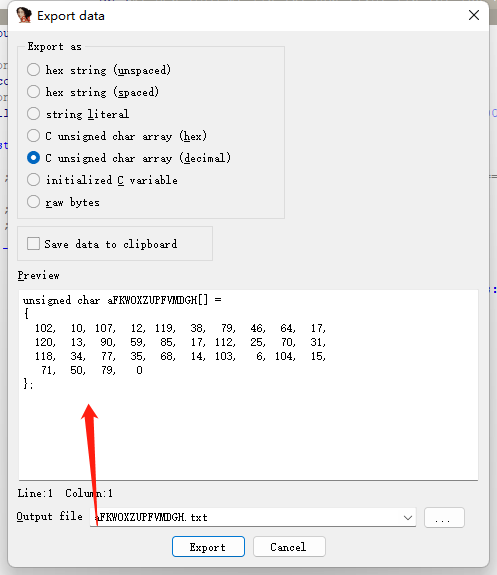 Export data
Export as
hex string (unspaced)
hex string (spaced)
string literal
C unsigned char array (hex)
C unsigned char array (decimal)
initialized C variable
raw bytes
Save data to clipboard
Preview
unsigned char aFKWOXZUPFVMDGH[] =
{
102, 10, 107, 12, 119, 38, 79, 46, 64, 17,
120, 13, 90, 59, 85, 17, 112, 25, 70, 31,
118, 34, 77, 35, 68, 14, 103, 6, 104, 15,
71, 50, 79, 0
};
Line:1 Column:1
Output file aFKWOXZUPFVMDGH.txt
...
Export Cancel